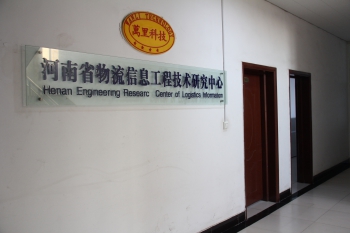 萬里科技
河南省物流信息工程技术研究中心
Henan Engineering Researc Center of Logistics Information